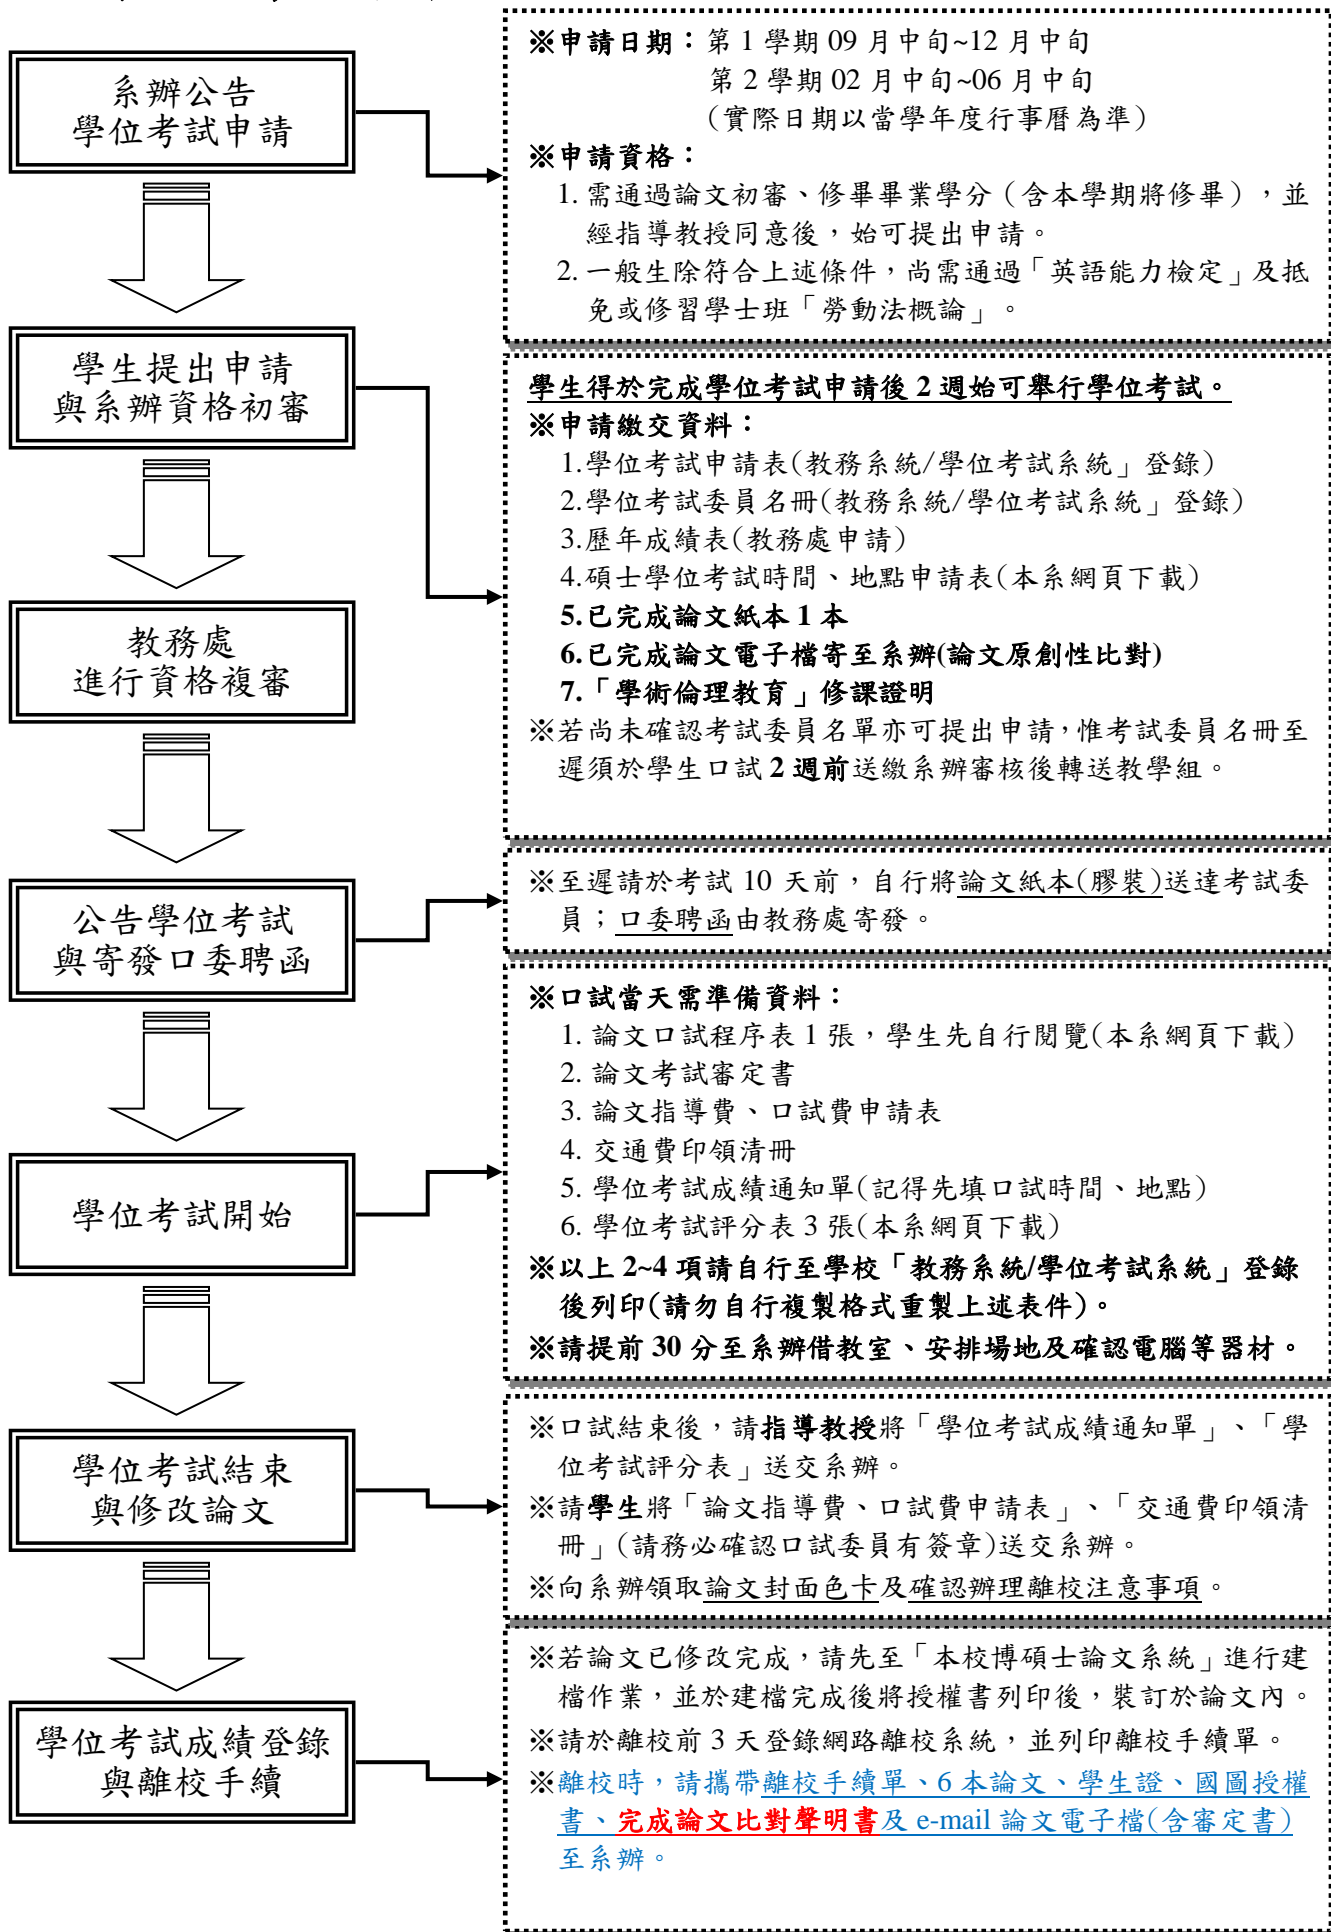 系辦公告
學位考試申請
※申請日期：第 1 學期 09 月中旬~12 月中旬
第 2 學期 02 月中旬~06 月中旬
（實際日期以當學年度行事曆為準）
※申請資格：
1. 需通過論文初審、修畢畢業學分（含本學期將修畢），並
經指導教授同意後，始可提出申請。
2. 一般生除符合上述條件，尚需通過「英語能力檢定」及抵
免或修習學士班「勞動法概論」。
學生提出申請
與系辦資格初審
學生得於完成學位考試申請後 2 週始可舉行學位考試。
※申請繳交資料：
1.學位考試申請表(教務系統/學位考試系統」登錄)
2.學位考試委員名冊(教務系統/學位考試系統」登錄)
3.歷年成績表(教務處申請)
4.碩士學位考試時間、地點申請表(本系網頁下載)
5.已完成論文紙本 1 本
6.已完成論文電子檔寄至系辦(論文原創性比對)
7.「學術倫理教育」修課證明
※若尚未確認考試委員名單亦可提出申請，惟考試委員名冊至
遲須於學生口試 2 週前送繳系辦審核後轉送教學組。
教務處
進行資格複審
公告學位考試
與寄發口委聘函
※至遲請於考試 10 天前，自行將論文紙本(膠裝)送達考試委
員；口委聘函由教務處寄發。
學位考試開始
※口試當天需準備資料：
1. 論文口試程序表 1 張，學生先自行閱覽(本系網頁下載)
2. 論文考試審定書
3. 論文指導費、口試費申請表
4. 交通費印領清冊
5. 學位考試成績通知單(記得先填口試時間、地點)
6. 學位考試評分表 3 張(本系網頁下載)
※以上 2~4 項請自行至學校「教務系統/學位考試系統」登錄
後列印(請勿自行複製格式重製上述表件)。
※請提前 30 分至系辦借教室、安排場地及確認電腦等器材。
學位考試結束
與修改論文
※口試結束後，請指導教授將「學位考試成績通知單」、「學
位考試評分表」送交系辦。
※請學生將「論文指導費、口試費申請表」、「交通費印領清
冊」(請務必確認口試委員有簽章)送交系辦。
※向系辦領取論文封面色卡及確認辦理離校注意事項。
學位考試成績登錄
與離校手續
※若論文已修改完成，請先至「本校博碩士論文系統」進行建
檔作業，並於建檔完成後將授權書列印後，裝訂於論文內。
※請於離校前 3 天登錄網路離校系統，並列印離校手續單。
※離校時，請攜帶離校手續單、6 本論文、學生證、國圖授權
書、完成論文比對聲明書及 e-mail 論文電子檔(含審定書)
至系辦。